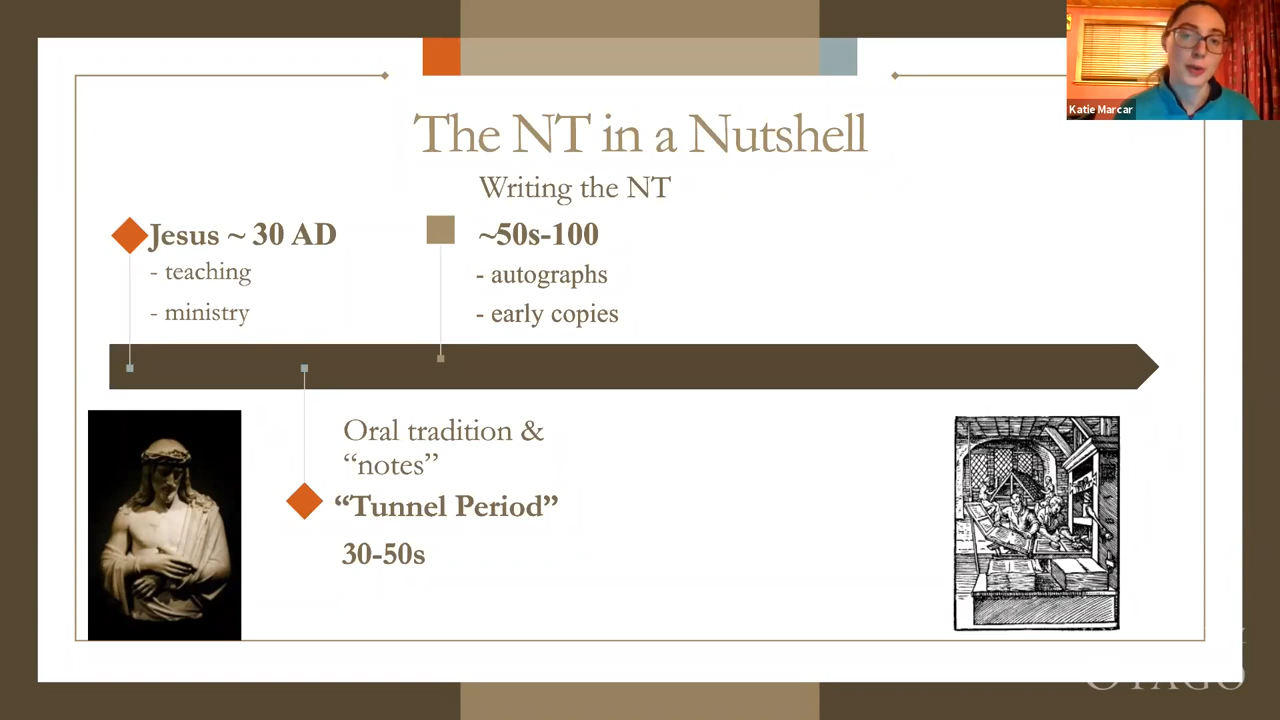 Katie Marcar
The NT in a Nutshell
Writing the NT
Jesus ~ 30 AD
- teaching
- ministry
~50s-100
- autographs
- early copies
Oral tradition &
“notes”
“Tunnel Period”
30-50s